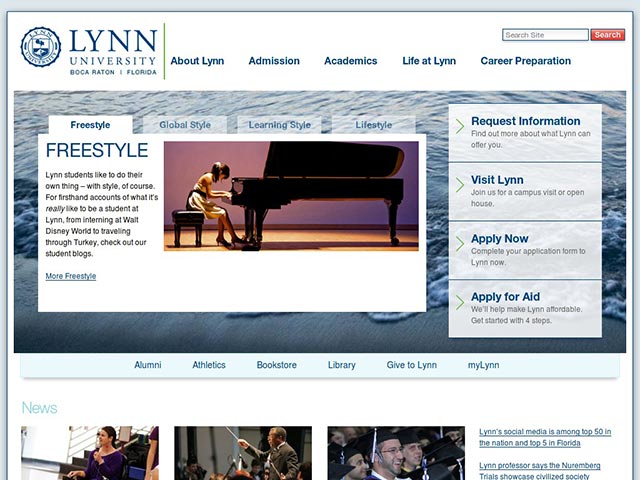 LYNN
UNIVERSITY
BOCA RATON | FLORIDA
Search Site
Search
About Lynn
Admission
Academics
Life at Lynn
Career Preparation
Freestyle
Global Style
Learning Style
Lifestyle
FREESTYLE
Lynn students like to do their
own thing – with style, of course.
For firsthand accounts of what it's
really like to be a student at
Lynn, from interning at Walt
Disney World to traveling
through Turkey, check out our
student blogs.
More Freestyle
Request Information
Find out more about what Lynn can
offer you.
Visit Lynn
Join us for a campus visit or open
house.
Apply Now
Complete your application form to
Lynn now.
Apply for Aid
We'll help make Lynn affordable.
Get started with 4 steps.
Alumni
Athletics
Bookstore
Library
Give to Lynn
myLynn
News
Lynn's social media is among top 50 in
the nation and top 5 in Florida
Lynn professor says the Nuremberg
Trials showcase civilized society